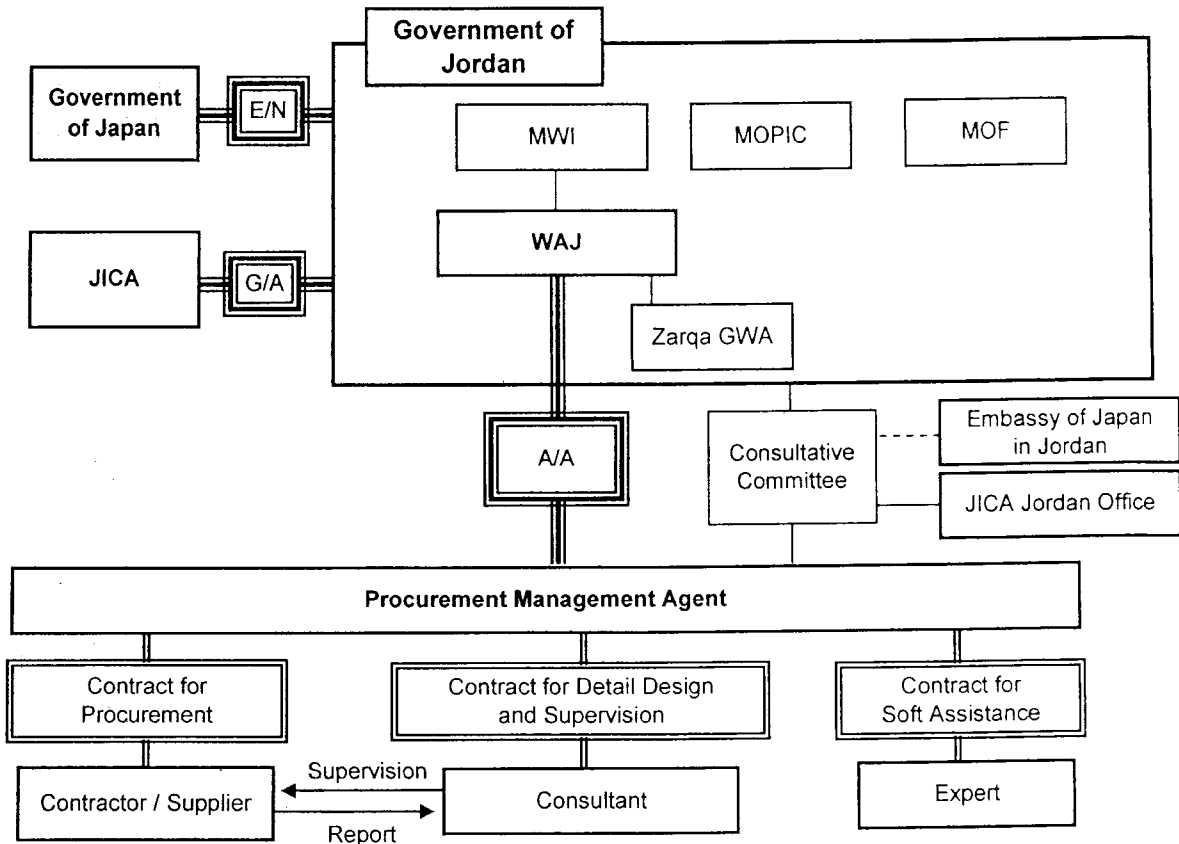 Government of
Jordan
Government
of Japan
E/N
MWI
MOPIC
MOF
WAJ
JICA
G/A
Zarqa GWA
A/A
Consultative
Committee
Embassy of Japan
in Jordan
JICA Jordan Office
Procurement Management Agent
Contract for
Procurement
Contract for Detail Design
and Supervision
Contract for
Soft Assistance
Contractor / Supplier
Supervision
Report
Consultant
Expert